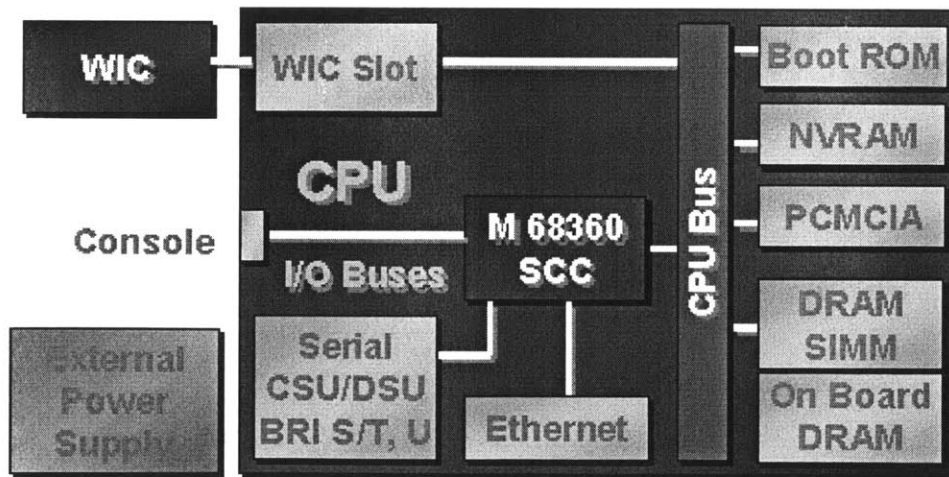 WIC
WIC Slot
Boot ROM
NVRAM
CPU
PCMCIA
Console
M 68360
SCC
CPU Bus
I/O Buses
External
Power
Supply
Serial
CSU/DSU
BRI S/T, U
Ethernet
DRAM
SIMM
On Board
DRAM